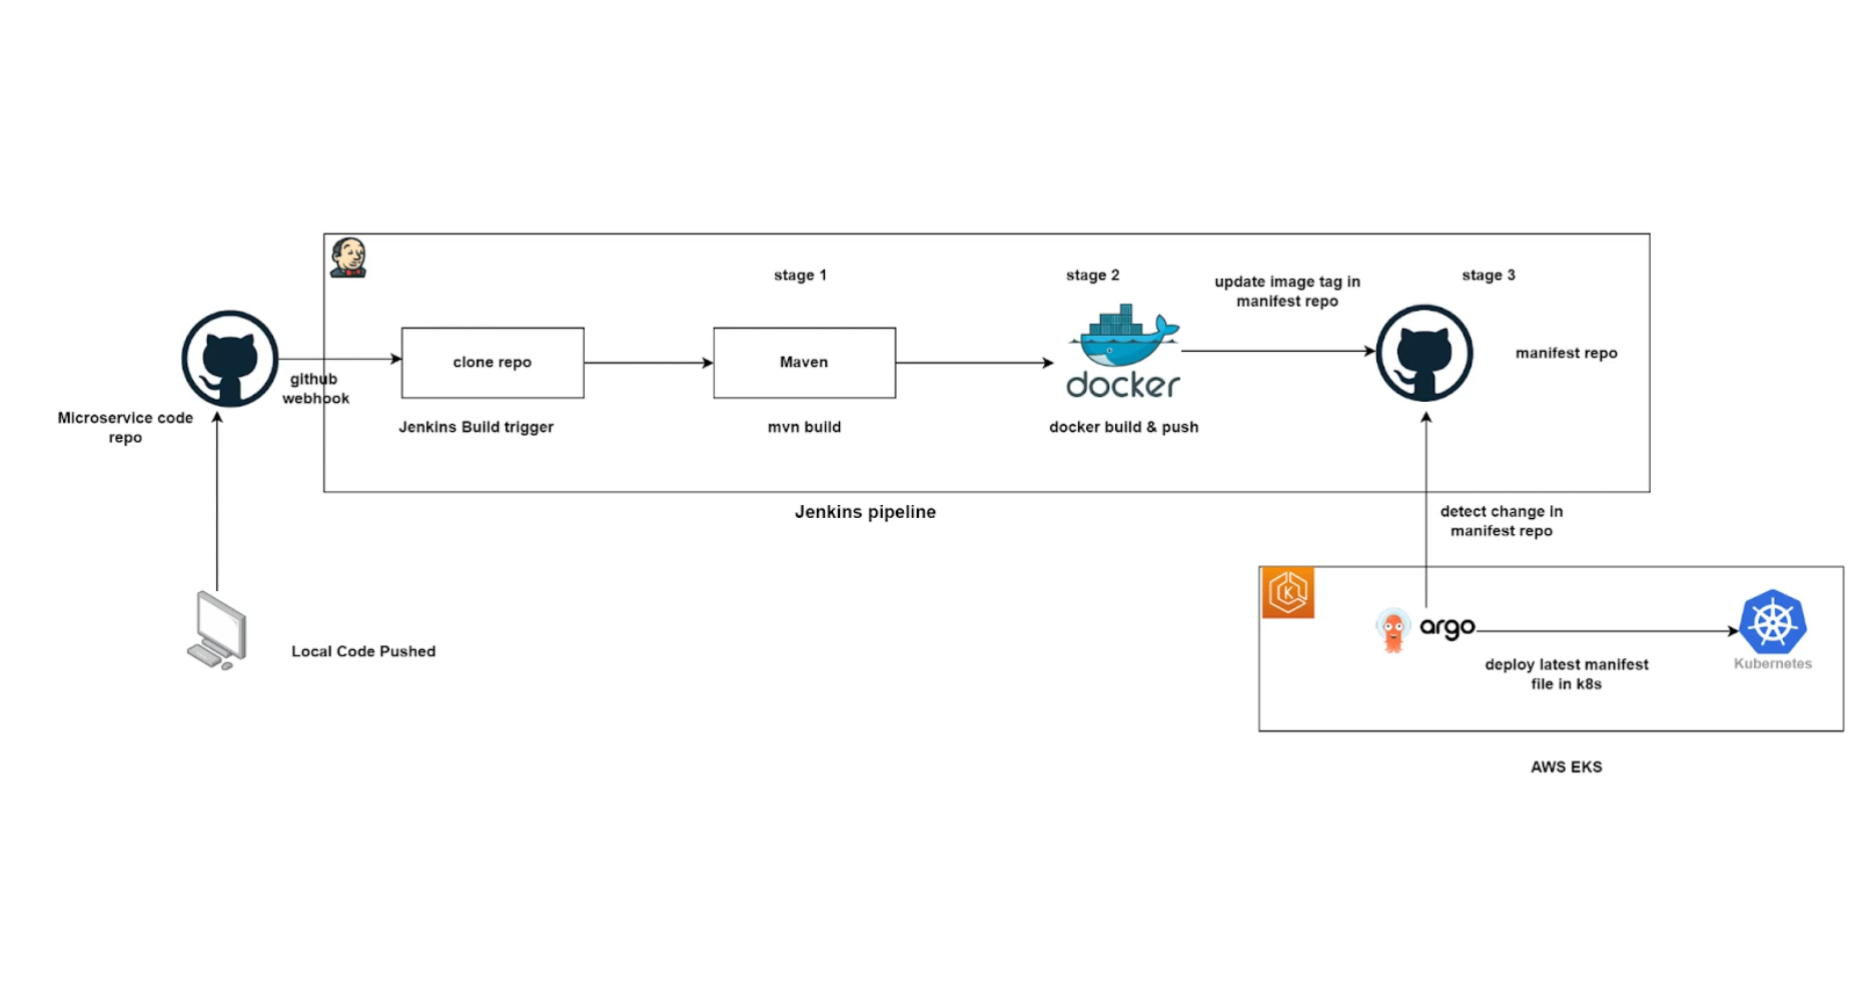 stage 1
stage 2
update image tag in
manifest repo
stage 3
clone repo
Maven
docker
manifest repo
github
webhook
Microservice code
repo
Jenkins Build trigger
mvn build
docker build & push
Jenkins pipeline
detect change in
manifest repo
K
argo
Kubernetes
deploy latest manifest
file in k8s
Local Code Pushed
AWS EKS